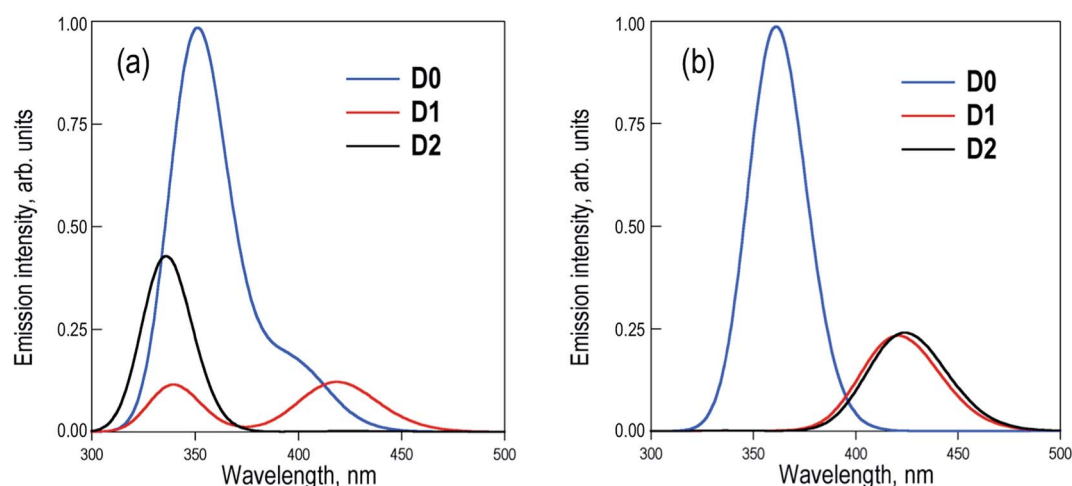 (a)
D0
D1
D2
Emission intensity, arb. units
1.00
0.75
0.50
0.25
0.00
300
350
400
450
500
Wavelength, nm
(b)
D0
D1
D2
Emission intensity, arb. units
1.00
0.75
0.50
0.25
0.00
300
350
400
450
500
Wavelength, nm